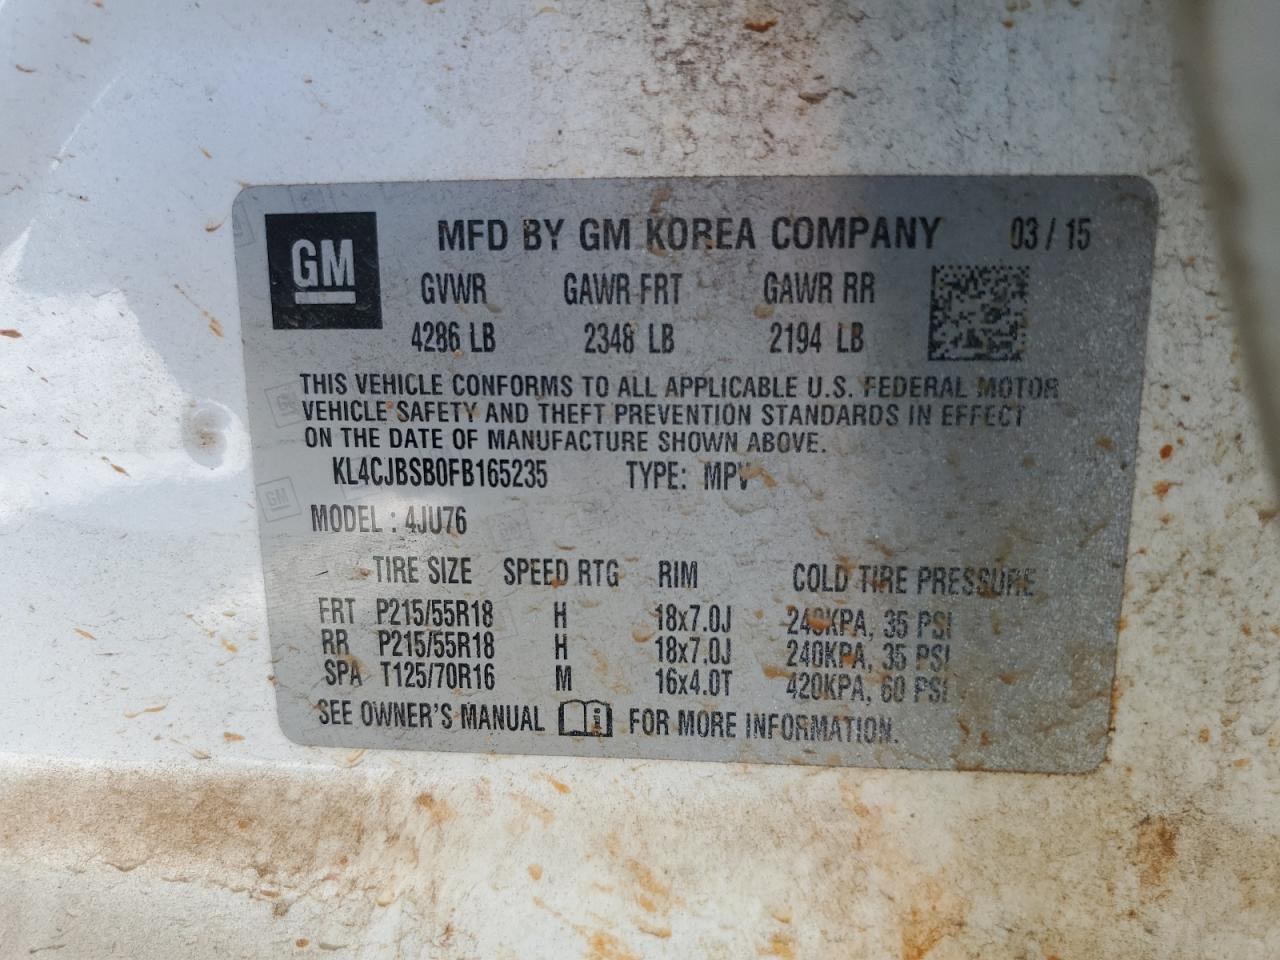 GM MFD BY GM KOREA COMPANY 03/15
GVWR GAWR FRT GAWR RR
4286 LB 2348 LB 2194 LB
THIS VEHICLE CONFORMS TO ALL APPLICABLE U.S. FEDERAL MOTOR
VEHICLE SAFETY AND THEFT PREVENTION STANDARDS IN EFFECT
ON THE DATE OF MANUFACTURE SHOWN ABOVE.
KL4CJBSB0FB165235 TYPE: MPV
MODEL : 4JU76
TIRE SIZE SPEED RTG RIM COLD TIRE PRESSURE
FRT P215/55R18 H 18x7.0J 240KPA, 35 PSI
RR P215/55R18 H 18x7.0J 240KPA, 35 PSI
SPA T125/70R16 M 16x4.0T 420KPA, 60 PSI
SEE OWNER'S MANUAL FOR MORE INFORMATION.